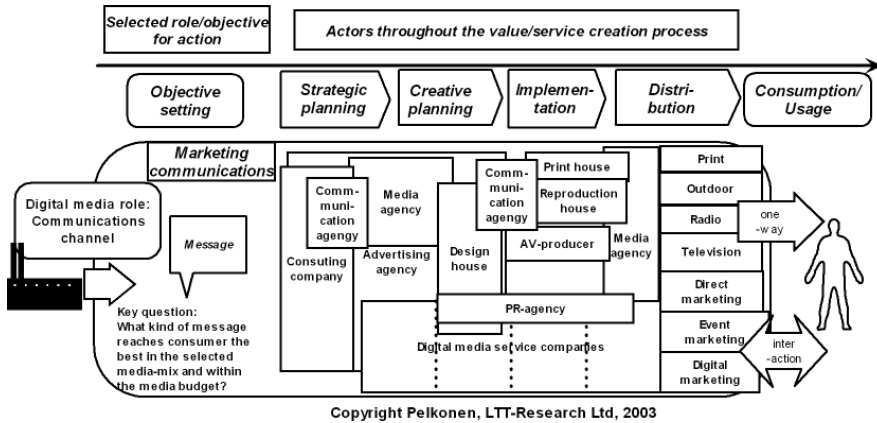 Selected role/objective
for action
Actors throughout the value/service creation process
Objective
setting
Strategic
planning
Creative
planning
Implemen-
tation
Distri-
bution
Consumption/
Usage
Marketing
communications
Digital media role:
Communications
channel
Message
Key question:
What kind of message
reaches consumer the
best in the selected
media-mix and within
the media budget?
Comm-
muni-
cation
agengy
Consuting
company
Media
agency
Advertising
agency
Design
house
Comm-
muni-
cation
agengy
Print house
Reproduction
house
AV-producer
Media
agency
PR-agency
Digital media service companies
Print
Outdoor
Radio
Television
Direct
marketing
Event
marketing
Digital
marketing
one
-way
inter
-action
Copyright Pelkonen, LTT-Research Ltd, 2003